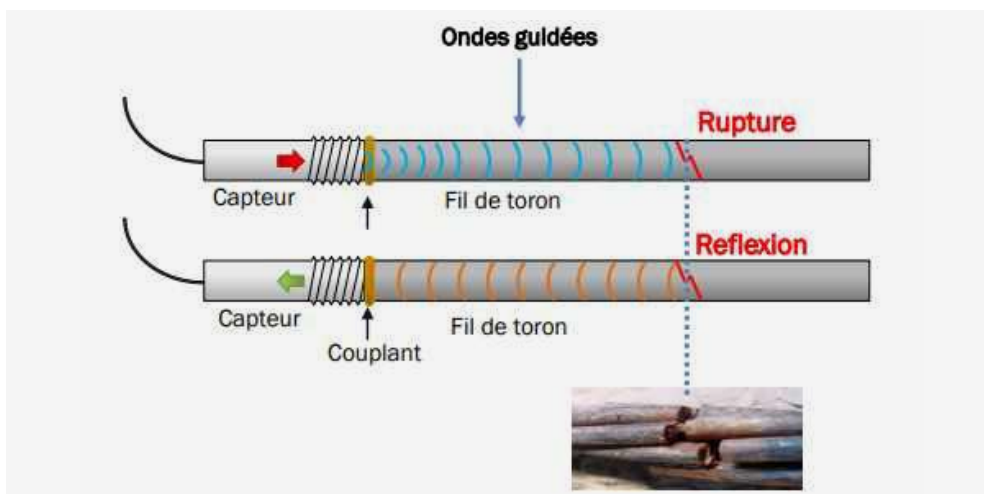 Ondes guidées
Rupture
Capteur
Fil de toron
Reflexion
Capteur
Fil de toron
Couplant